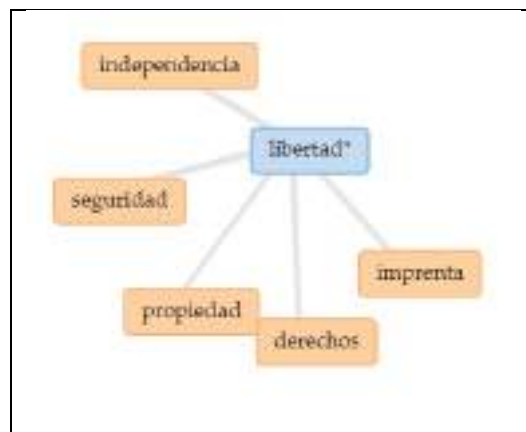 independencia
libertad*
seguridad
imprenta
propiedad
derechos